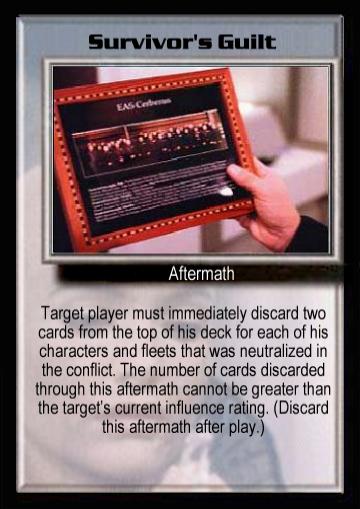 Survivor's Guilt
EAS Cerberus
Aftermath
Target player must immediately discard two
cards from the top of his deck for each of his
characters and fleets that was neutralized in
the conflict. The number of cards discarded
through this aftermath cannot be greater than
the target's current influence rating. (Discard
this aftermath after play.)